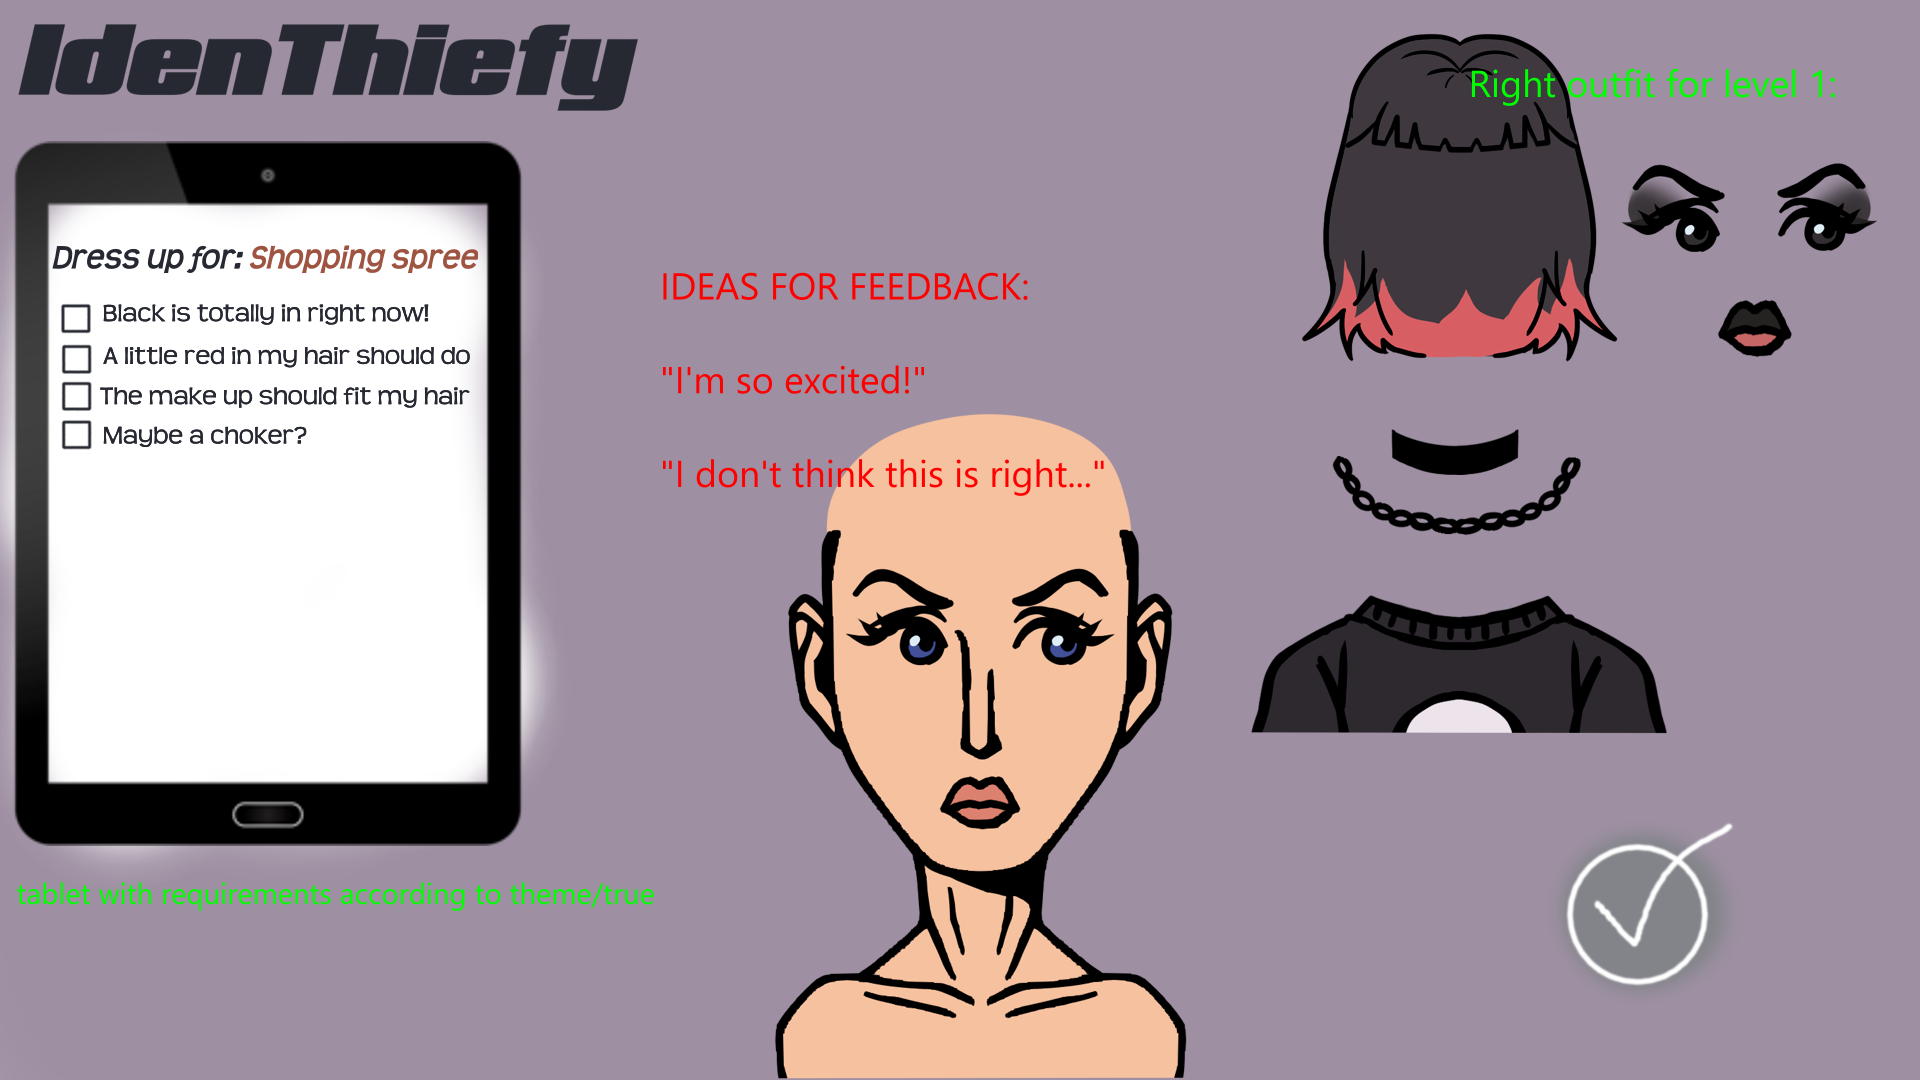 IdenThiefy
Right outfit for level 1:
Dress up for: Shopping spree
Black is totally in right now!
A little red in my hair should do
The make up should fit my hair
Maybe a choker?
IDEAS FOR FEEDBACK:
"I'm so excited!"
"I don't think this is right..."
tablet with requirements according to theme/true